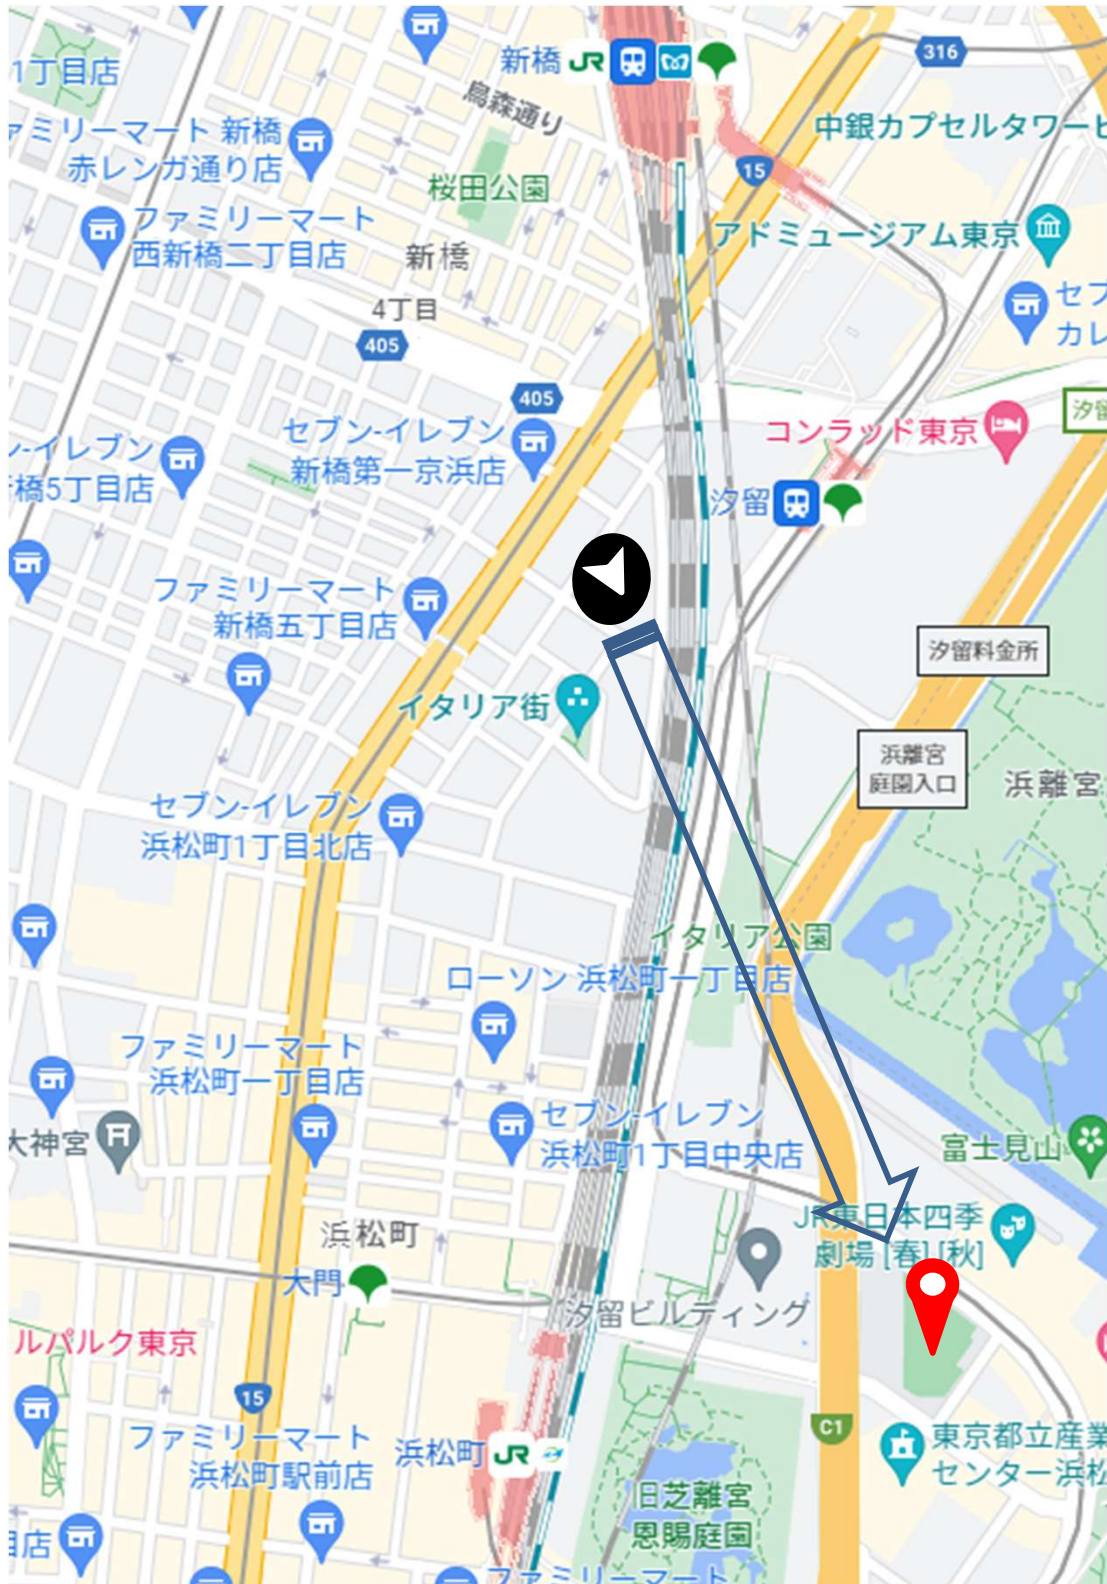 新橋 JR
316
1丁目店
烏森通り
中銀カプセルタワービ
ァミリーマート 新橋
赤レンガ通り店
15
桜田公園
ファミリーマート
西新橋二丁目店
アドミュージアム東京
新橋
4丁目
セブ
カレ
405
405
汐留
セブン-イレブン
新橋第一京浜店
コンラッド東京
ン-イレブン
橋5丁目店
汐留
ファミリーマート
新橋五丁目店
汐留料金所
イタリア街
浜離宮
庭園入口
浜離宮
セブン-イレブン
浜松町1丁目北店
イタリア公園
ローソン 浜松町一丁目店
ファミリーマート
浜松町一丁目店
セブン-イレブン
浜松町1丁目中央店
大神宮
富士見山
浜松町
JR東日本四季
劇場 [春] [秋]
大門
汐留ビルディング
ルパルク東京
15
C1
ファミリーマート
浜松町駅前店
浜松町 JR
東京都立産業
センター浜松
旧芝離宮
恩賜庭園
店
ファミリーマート